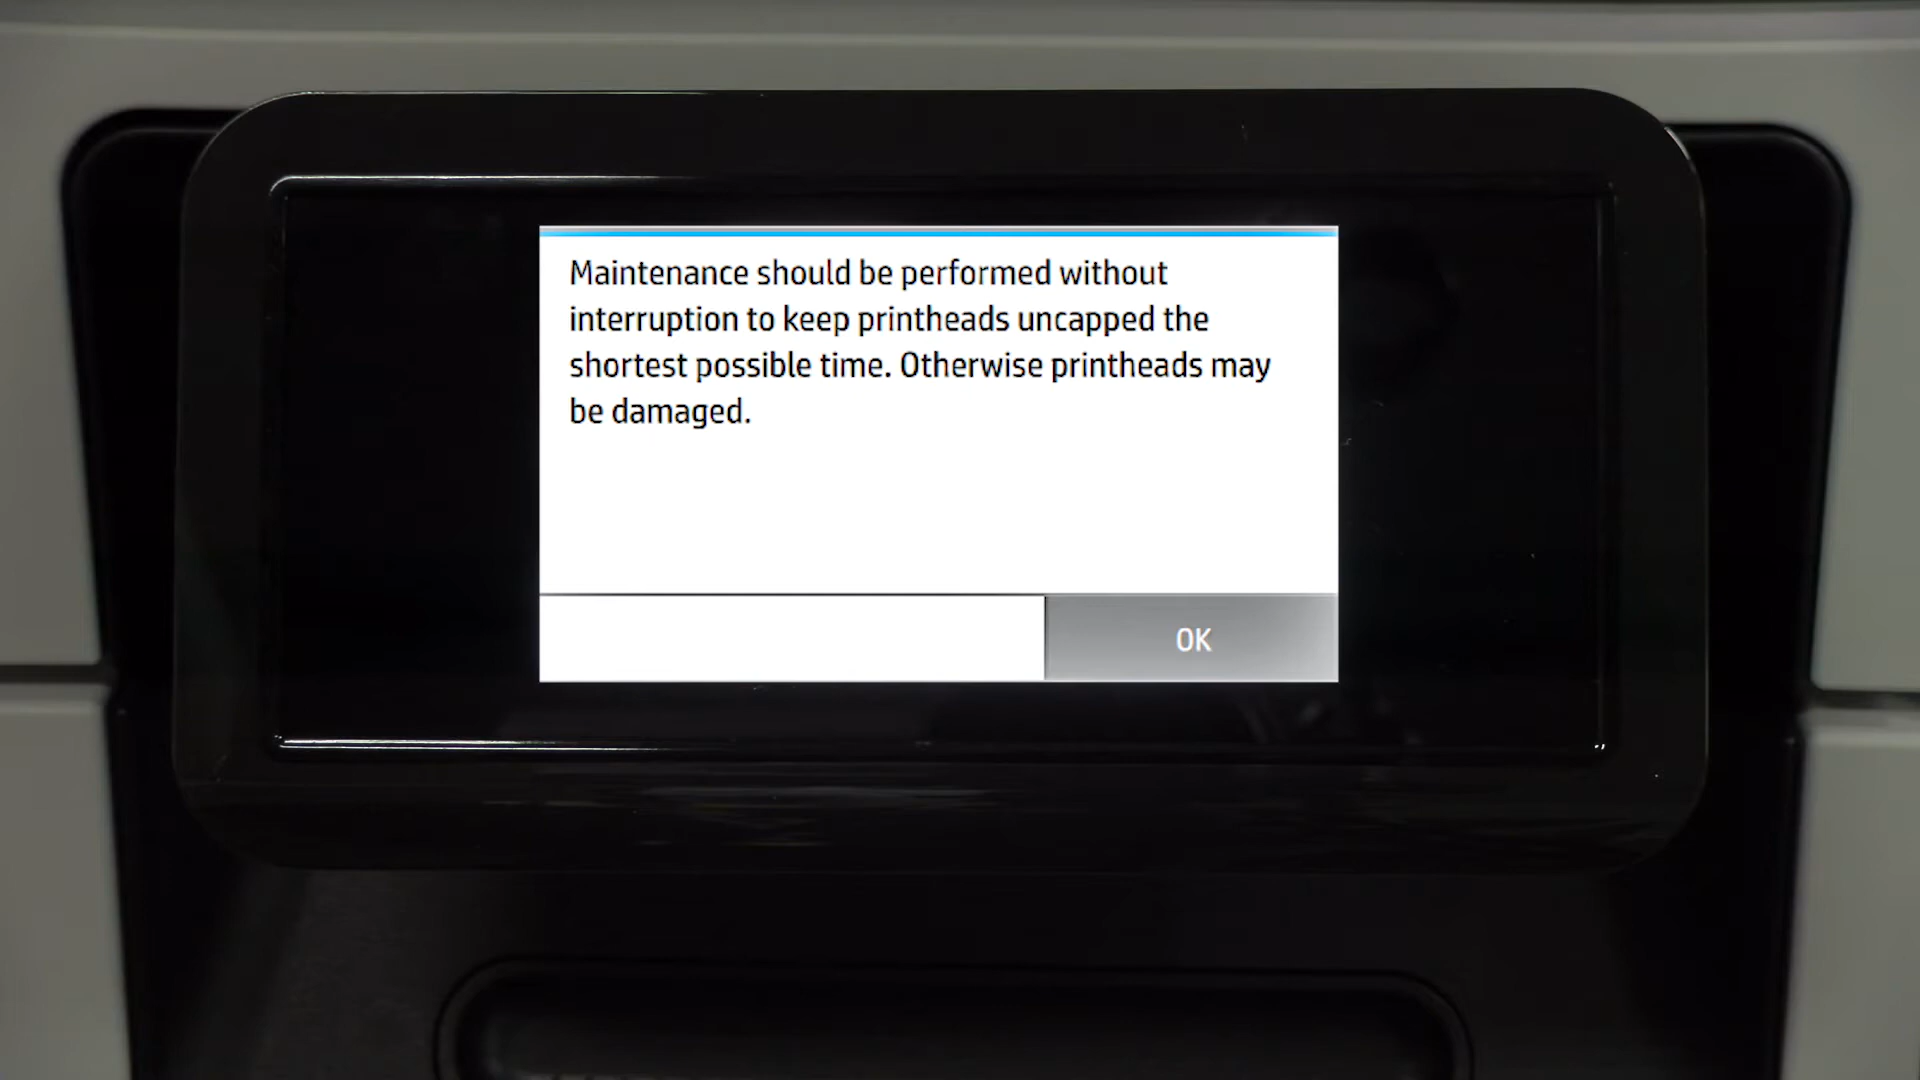 Maintenance should be performed without
interruption to keep printheads uncapped the
shortest possible time. Otherwise printheads may
be damaged.
OK